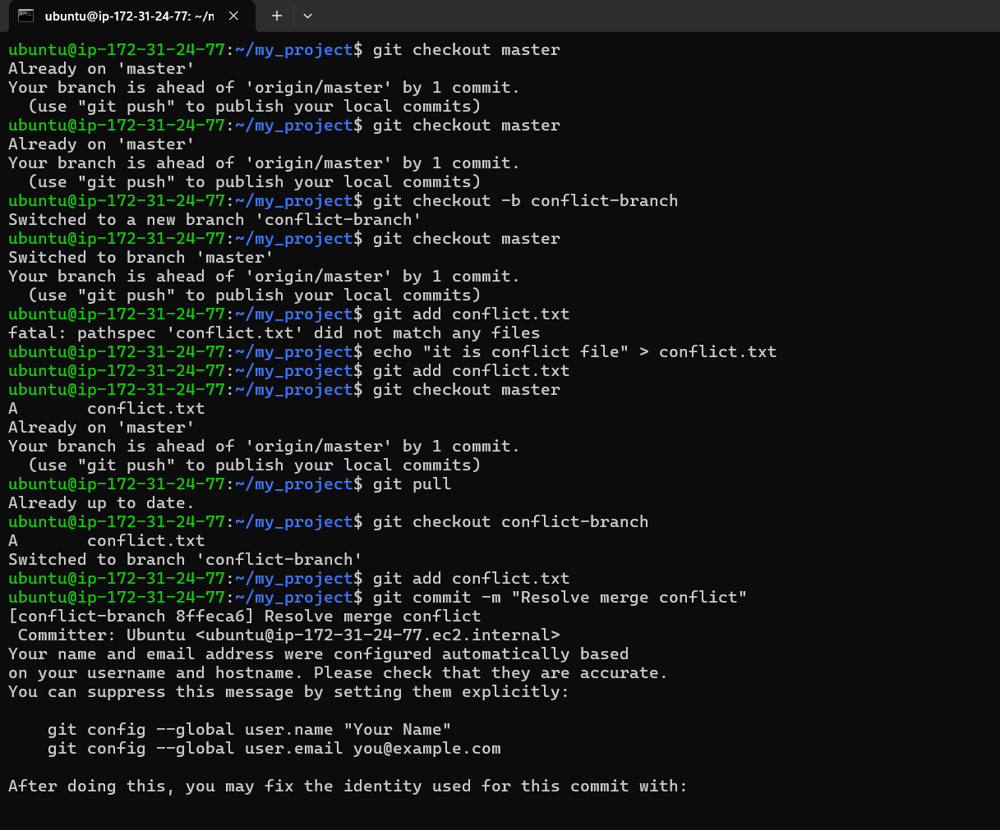 ubuntu@ip-172-31-24-77: ~/n
ubuntu@ip-172-31-24-77:~/my_project$ git checkout master
Already on 'master'
Your branch is ahead of 'origin/master' by 1 commit.
  (use "git push" to publish your local commits)
ubuntu@ip-172-31-24-77:~/my_project$ git checkout master
Already on 'master'
Your branch is ahead of 'origin/master' by 1 commit.
  (use "git push" to publish your local commits)
ubuntu@ip-172-31-24-77:~/my_project$ git checkout -b conflict-branch
Switched to a new branch 'conflict-branch'
ubuntu@ip-172-31-24-77:~/my_project$ git checkout master
Switched to branch 'master'
Your branch is ahead of 'origin/master' by 1 commit.
  (use "git push" to publish your local commits)
ubuntu@ip-172-31-24-77:~/my_project$ git add conflict.txt
fatal: pathspec 'conflict.txt' did not match any files
ubuntu@ip-172-31-24-77:~/my_project$ echo "it is conflict file" > conflict.txt
ubuntu@ip-172-31-24-77:~/my_project$ git add conflict.txt
ubuntu@ip-172-31-24-77:~/my_project$ git checkout master
A       conflict.txt
Already on 'master'
Your branch is ahead of 'origin/master' by 1 commit.
  (use "git push" to publish your local commits)
ubuntu@ip-172-31-24-77:~/my_project$ git pull
Already up to date.
ubuntu@ip-172-31-24-77:~/my_project$ git checkout conflict-branch
A       conflict.txt
Switched to branch 'conflict-branch'
ubuntu@ip-172-31-24-77:~/my_project$ git add conflict.txt
ubuntu@ip-172-31-24-77:~/my_project$ git commit -m "Resolve merge conflict"
[conflict-branch 8ffeca6] Resolve merge conflict
 Committer: Ubuntu <ubuntu@ip-172-31-24-77.ec2.internal>
Your name and email address were configured automatically based
on your username and hostname. Please check that they are accurate.
You can suppress this message by setting them explicitly:

    git config --global user.name "Your Name"
    git config --global user.email you@example.com

After doing this, you may fix the identity used for this commit with: